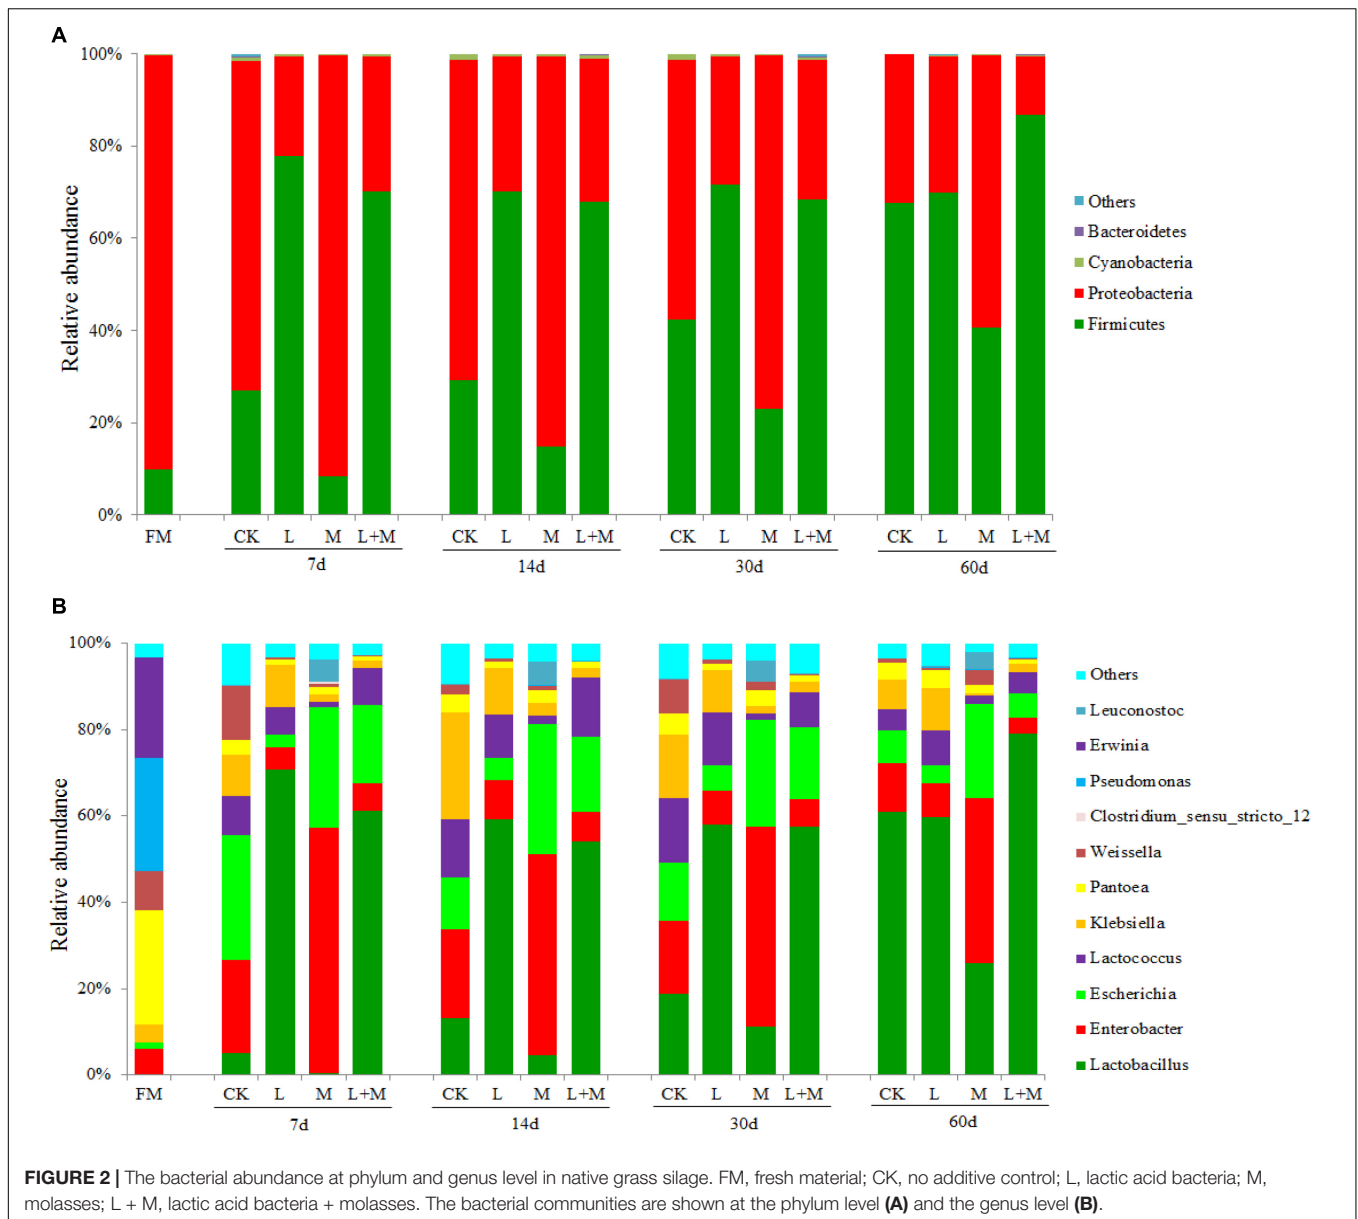 A
100%
80%
60%
40%
20%
0%
Relative abundance
FM
CK L M L+M
7d
CK L M L+M
14d
CK L M L+M
30d
CK L M L+M
60d
Others
Bacteroidetes
Cyanobacteria
Proteobacteria
Firmicutes
B
100%
80%
60%
40%
20%
0%
Relative abundance
FM
CK L M L+M
7d
CK L M L+M
14d
CK L M L+M
30d
CK L M L+M
60d
Others
Leuconostoc
Erwinia
Pseudomonas
Clostridium_sensu_stricto_12
Weissella
Pantoea
Klebsiella
Lactococcus
Escherichia
Enterobacter
Lactobacillus
FIGURE 2 | The bacterial abundance at phylum and genus level in native grass silage. FM, fresh material; CK, no additive control; L, lactic acid bacteria; M,
molasses; L + M, lactic acid bacteria + molasses. The bacterial communities are shown at the phylum level (A) and the genus level (B).